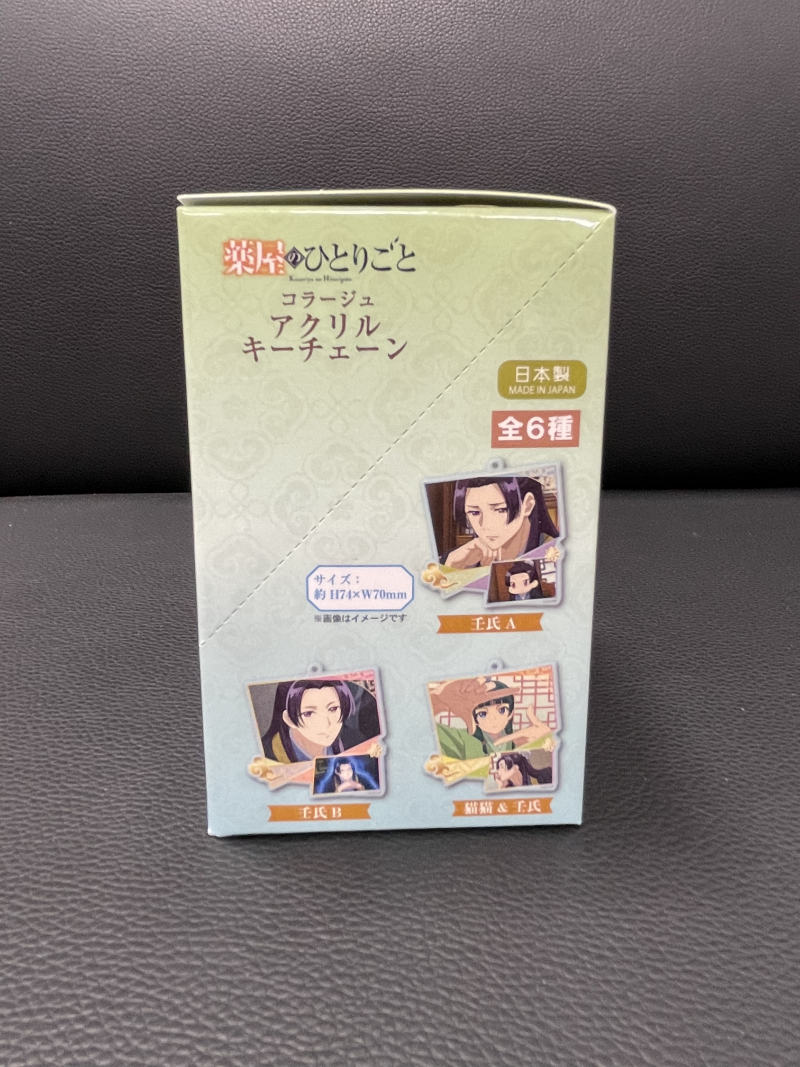 薬屋のひとりごと
Kusuriya no Hitorigoto
コラージュ
アクリル
キーチェーン
日本製
MADE IN JAPAN
全6種
サイズ：
約 H74×W70mm
※画像はイメージです
壬氏 A
壬氏 B
猫猫 & 壬氏